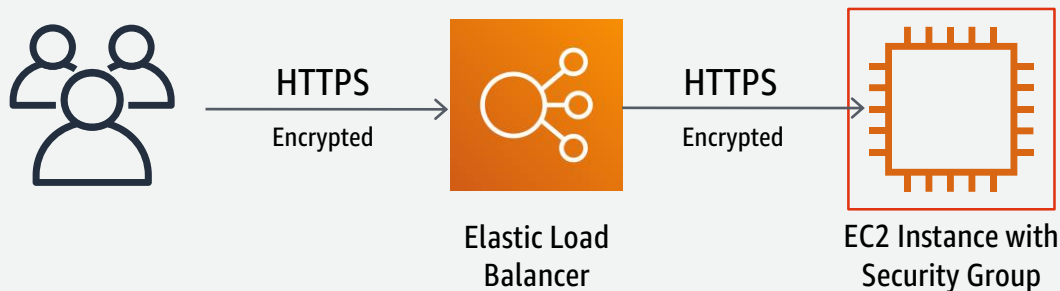 HTTPS
Encrypted
HTTPS
Encrypted
Elastic Load
Balancer
EC2 Instance with
Security Group